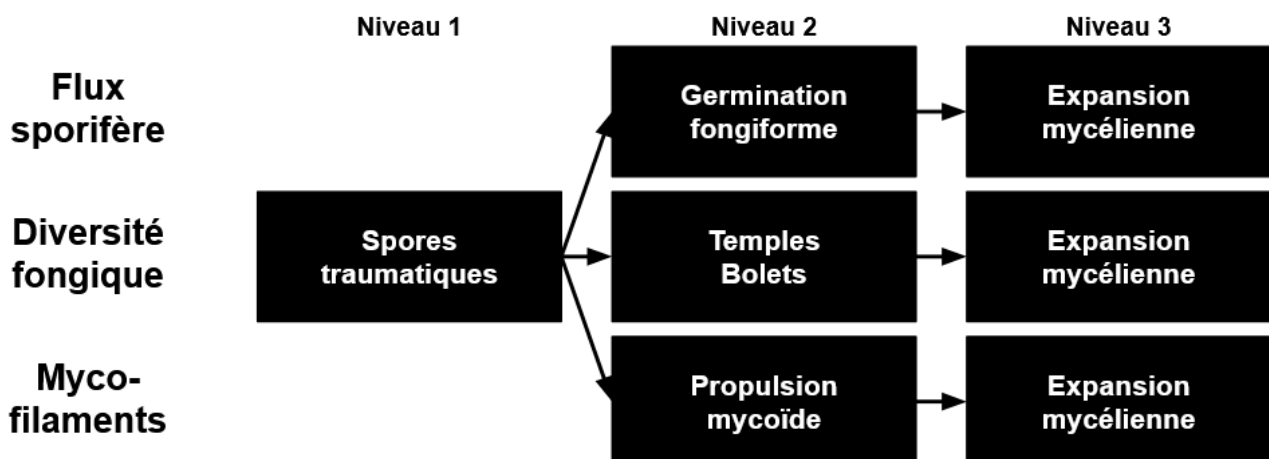 Niveau 1
Niveau 2
Niveau 3
Flux
sporifère
Germination
fongiforme
Expansion
mycélienne
Diversité
fongique
Spores
traumatiques
Temples
Bolets
Expansion
mycélienne
Myco-
filaments
Propulsion
mycoïde
Expansion
mycélienne